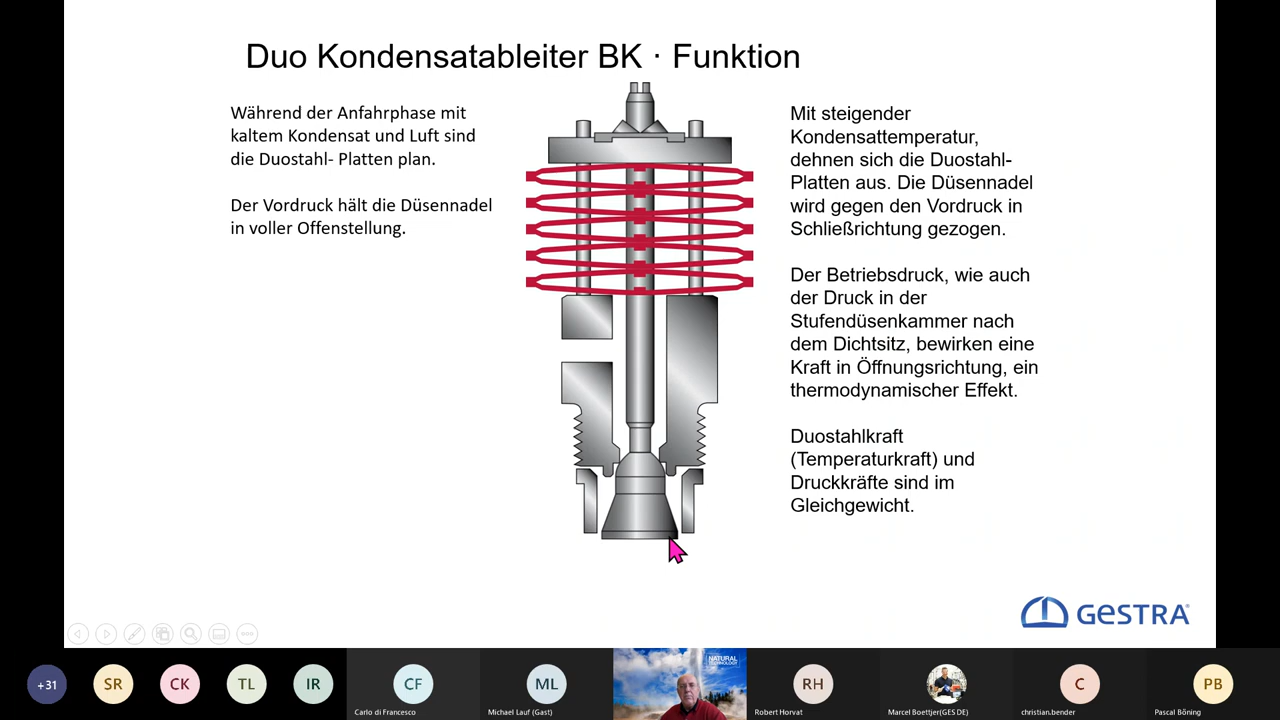 Duo Kondensatableiter BK · Funktion
Während der Anfahrphase mit
kaltem Kondensat und Luft sind
die Duostahl- Platten plan.
Der Vordruck hält die Düsennadel
in voller Offenstellung.
Mit steigender
Kondensattemperatur,
dehnen sich die Duostahl-
Platten aus. Die Düsennadel
wird gegen den Vordruck in
Schließrichtung gezogen.
Der Betriebsdruck, wie auch
der Druck in der
Stufendüsenkammer nach
dem Dichtsitz, bewirken eine
Kraft in Öffnungsrichtung, ein
thermodynamischer Effekt.
Duostahlkraft
(Temperaturkraft) und
Druckkräfte sind im
Gleichgewicht.
GESTRA
+31
SR
CK
TL
IR
CF
Carlo di Francesco
ML
Michael Lauf (Gast)
NATURAL
TECHNOLOGY
RH
Robert Horvat
Marcel Boettjer(GES DE)
C
christian.bender
PB
Pascal Böning